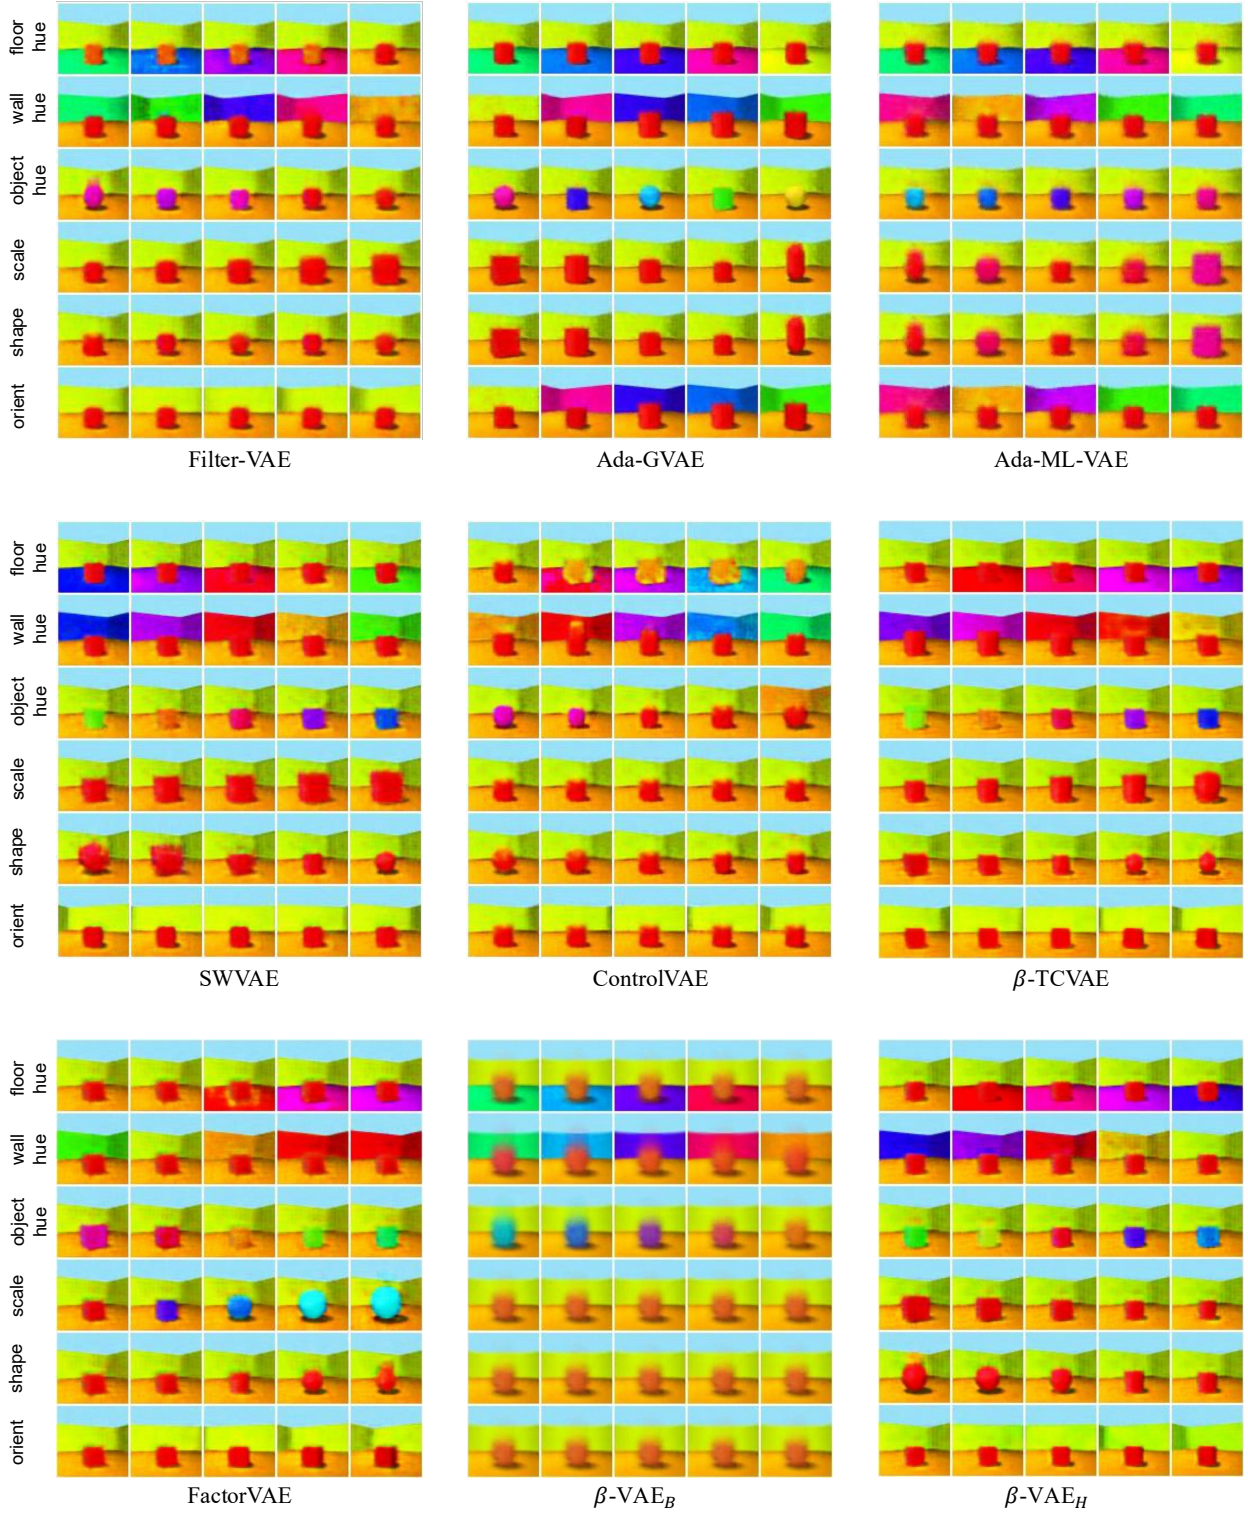 floor hue
wall hue
object hue
scale
shape
orient
Filter-VAE
Ada-GVAE
Ada-ML-VAE
floor hue
wall hue
object hue
scale
shape
orient
SWVAE
ControlVAE
β-TCVAE
floor hue
wall hue
object hue
scale
shape
orient
FactorVAE
β-VAE_B
β-VAE_H